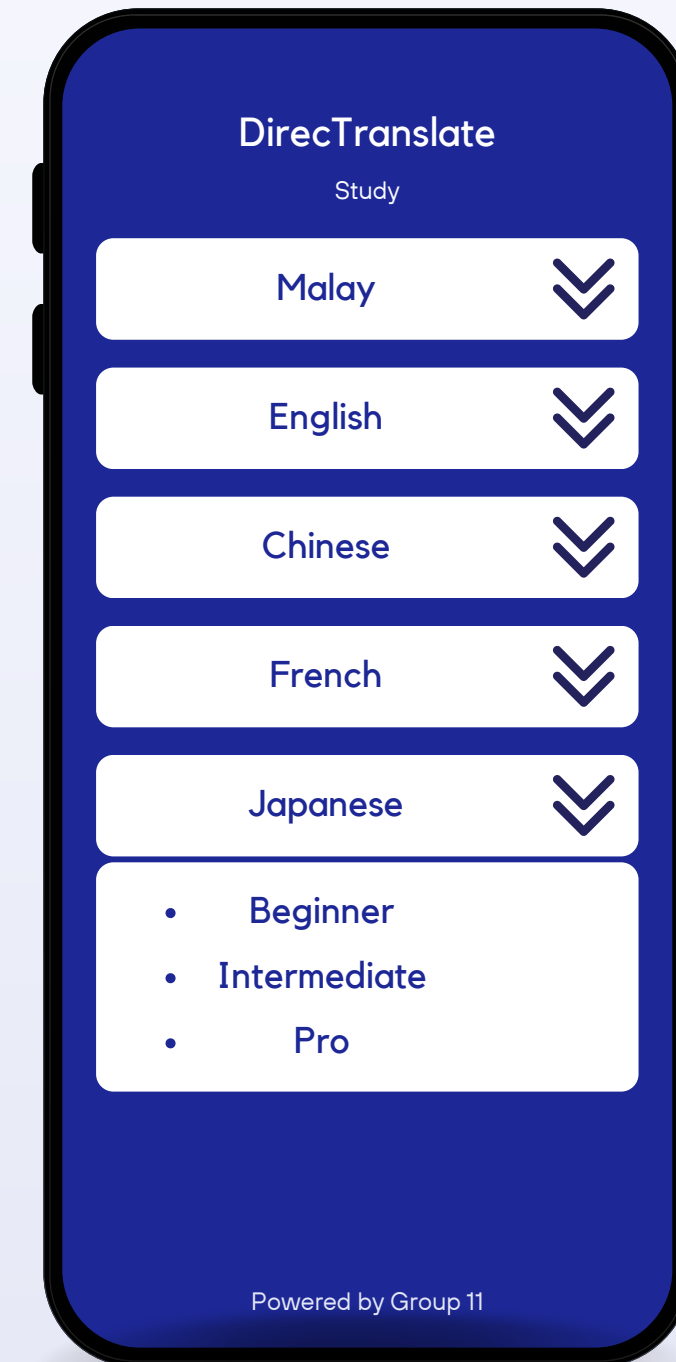 DirecTranslate
Study
Malay
English
Chinese
French
Japanese
• Beginner
• Intermediate
• Pro
Powered by Group 11